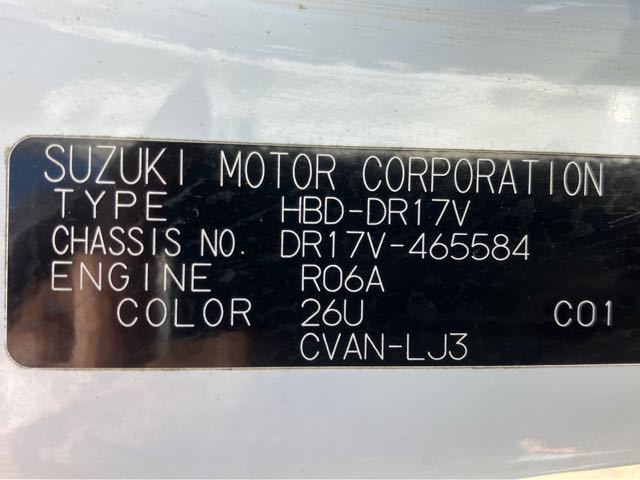 SUZUKI MOTOR CORPORATION
TYPE HBD-DR17V
CHASSIS NO. DR17V-465584
ENGINE R06A
COLOR 26U C01
CVAN-LJ3